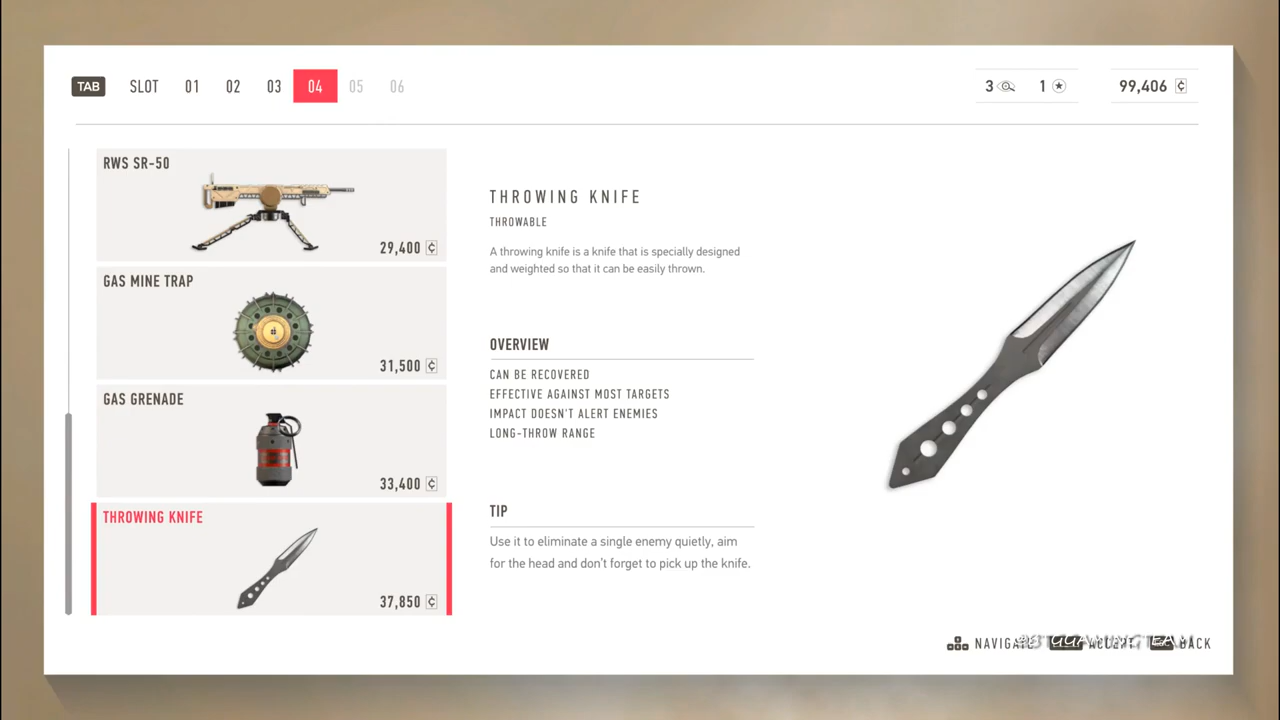 TAB SLOT 01 02 03 04 05 06 3 1 99,406 ₵
RWS SR-50
29,400 ₵
GAS MINE TRAP
31,500 ₵
GAS GRENADE
33,400 ₵
THROWING KNIFE
37,850 ₵
THROWING KNIFE
THROWABLE
A throwing knife is a knife that is specially designed
and weighted so that it can be easily thrown.
OVERVIEW
CAN BE RECOVERED
EFFECTIVE AGAINST MOST TARGETS
IMPACT DOESN'T ALERT ENEMIES
LONG-THROW RANGE
TIP
Use it to eliminate a single enemy quietly, aim
for the head and don't forget to pick up the knife.
NAVIGATE ACCEPT BACK